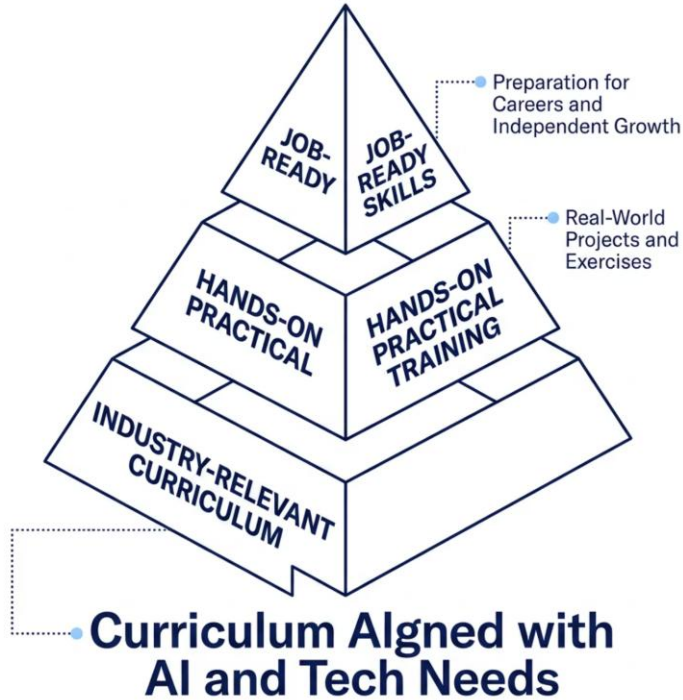 JOB-
READY
JOB-
READY
SKILLS
Preparation for
Careers and
Independent Growth
HANDS-ON
PRACTICAL
HANDS-ON
PRACTICAL
TRAINING
Real-World
Projects and
Exercises
INDUSTRY-RELEVANT
CURRICULUM
Curriculum Algned with
AI and Tech Needs